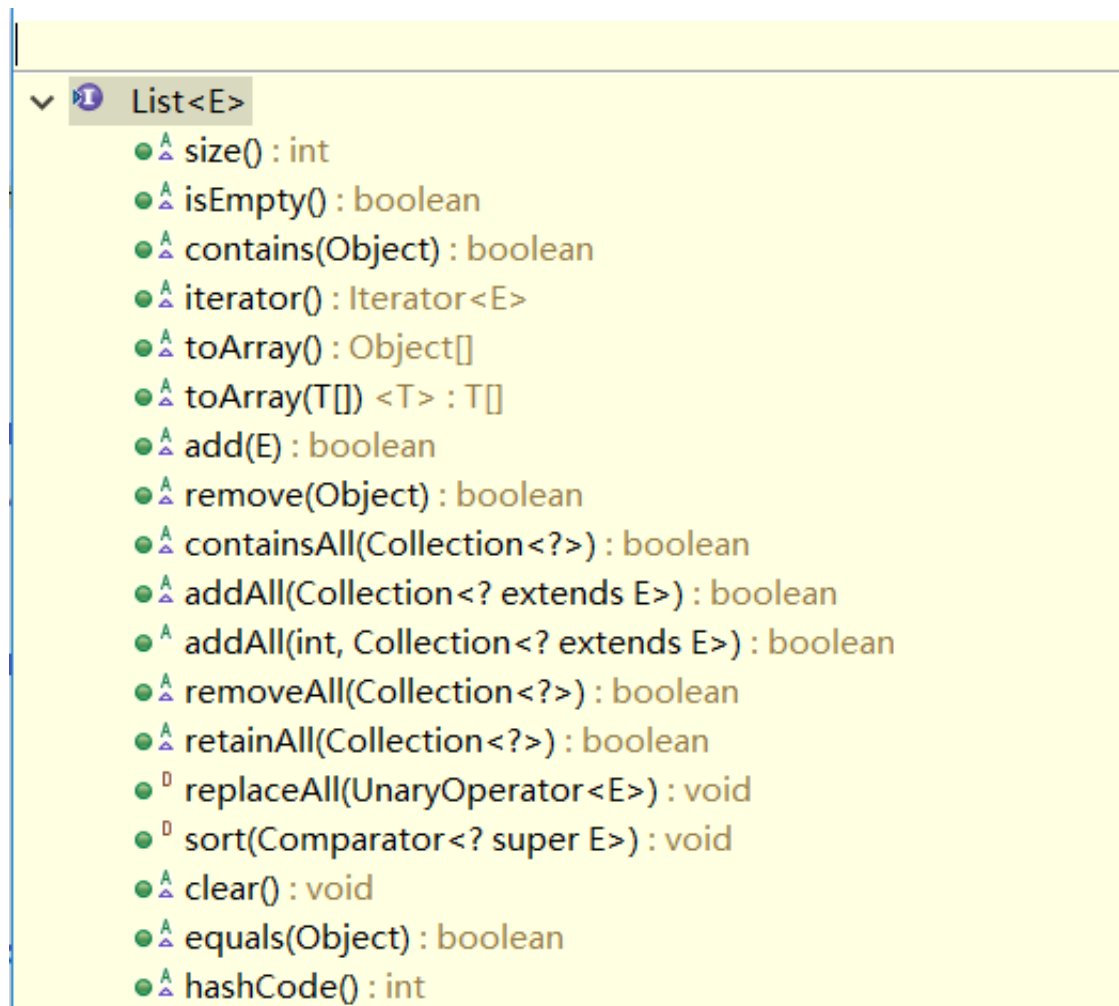 List<E>
size() : int
isEmpty() : boolean
contains(Object) : boolean
iterator() : Iterator<E>
toArray() : Object[]
toArray(T[]) <T> : T[]
add(E) : boolean
remove(Object) : boolean
containsAll(Collection<?>) : boolean
addAll(Collection<? extends E>) : boolean
addAll(int, Collection<? extends E>) : boolean
removeAll(Collection<?>) : boolean
retainAll(Collection<?>) : boolean
replaceAll(UnaryOperator<E>) : void
sort(Comparator<? super E>) : void
clear() : void
equals(Object) : boolean
hashCode() : int